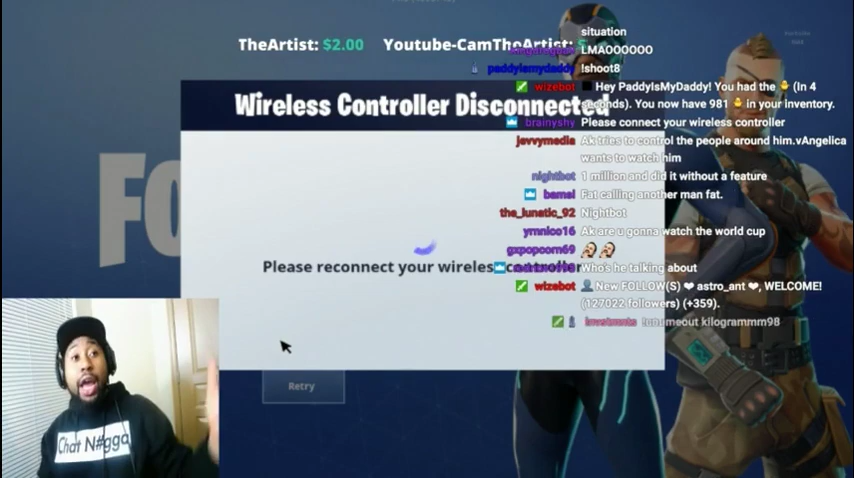 TheArtist: $2.00 Youtube-CamTheArtist: $
situation
LMAOOOOOO
paddyismydaddy !shoot8
wizebot Hey PaddyIsMyDaddy! You had the 🐥 (In 4
seconds). You now have 981 🐥 in your inventory.
Wireless Controller Disconnected
brainyshy Please connect your wireless controller
jevvymedia Ak tries to control the people around him.vAngelica
wants to watch him
nightbot 1 million and did it without a feature
bamal Fat calling another man fat.
the_lunatic_92 Nightbot
FO
ymnico16 Ak are u gonna watch the world cup
gxpopcorn69
Please reconnect your wireless controller
Who's he talking about
wizebot New FOLLOW(S) ❤ astro_ant ❤, WELCOME!
(127022 followers) (+359).
kilogrammm98
Retry
Chat N#gga